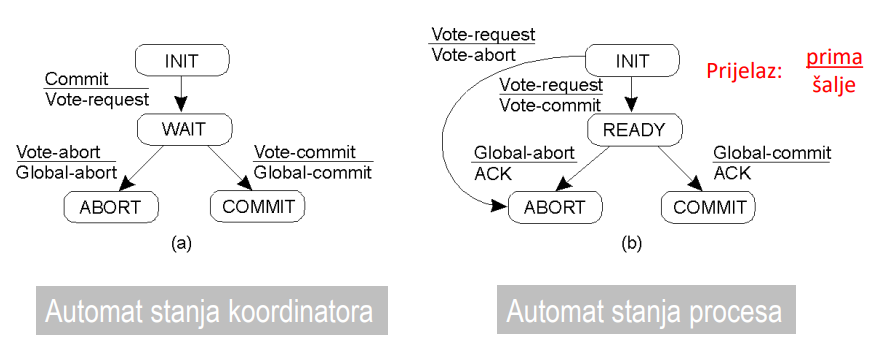 INIT
Commit
Vote-request
WAIT
Vote-abort
Global-abort
Vote-commit
Global-commit
ABORT
COMMIT
(a)
Vote-request
Vote-abort
INIT
Vote-request
Vote-commit
READY
Global-abort
ACK
Global-commit
ACK
ABORT
COMMIT
(b)
Prijelaz: prima
šalje
Automat stanja koordinatora
Automat stanja procesa